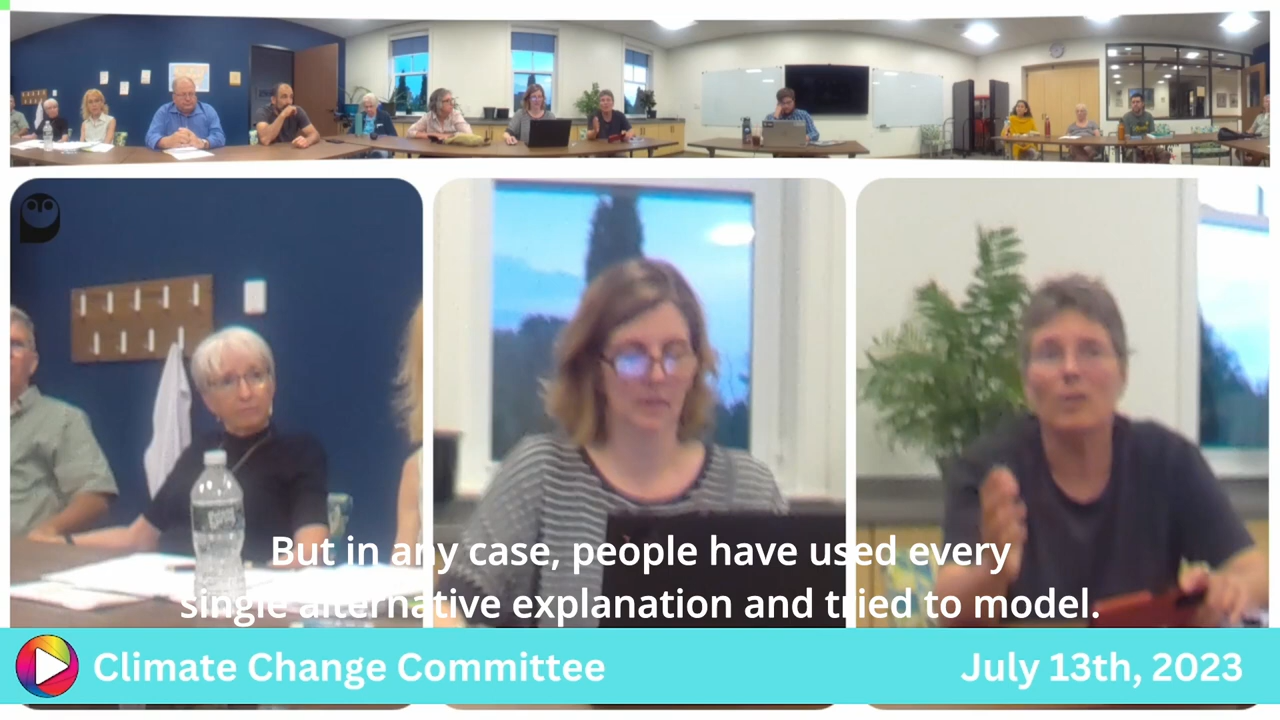 But in any case, people have used every
single alternative explanation and tried to model.
Climate Change Committee
July 13th, 2023